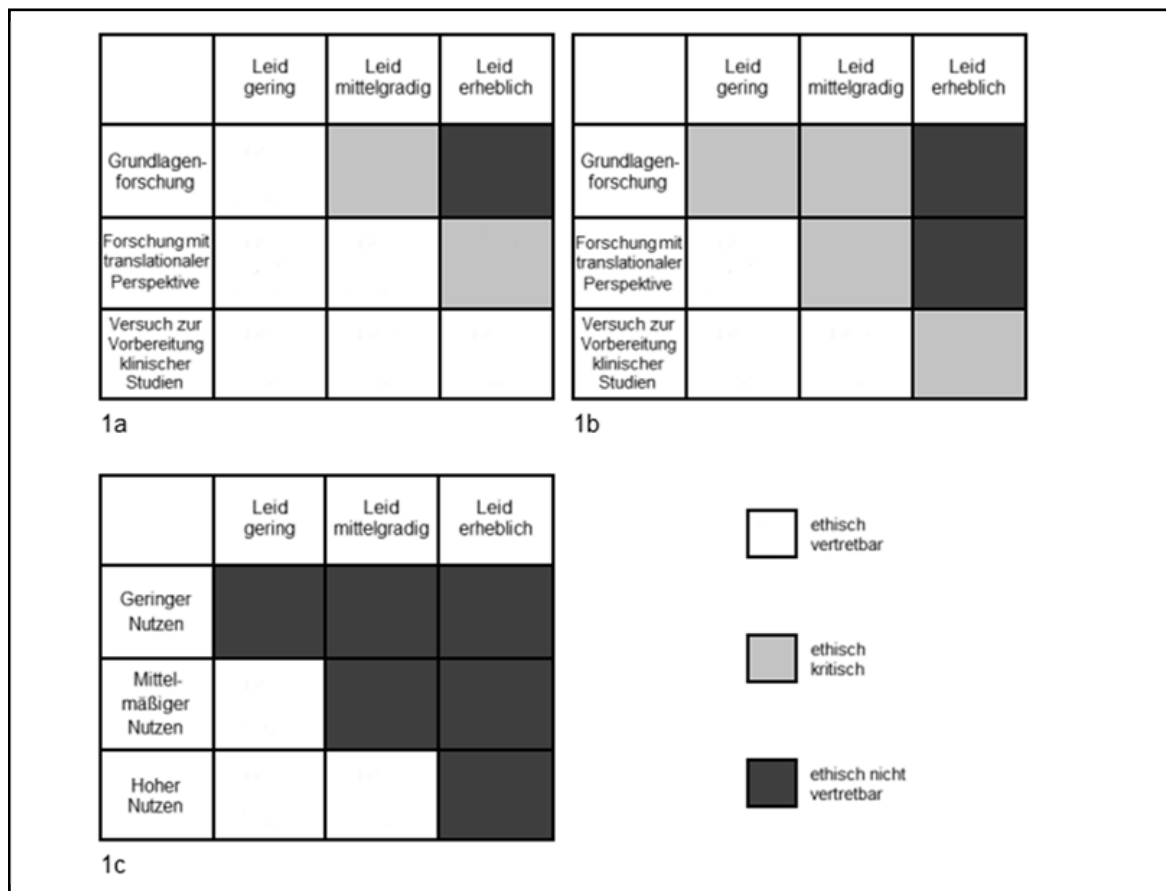 Leid
gering
Leid
mittelgradig
Leid
erheblich
Grundlagen-
forschung
Forschung mit
translationaler
Perspektive
Versuch zur
Vorbereitung
klinischer
Studien
1a
Leid
gering
Leid
mittelgradig
Leid
erheblich
Grundlagen-
forschung
Forschung mit
translationaler
Perspektive
Versuch zur
Vorbereitung
klinischer
Studien
1b
Leid
gering
Leid
mittelgradig
Leid
erheblich
Geringer
Nutzen
Mittel-
mäßiger
Nutzen
Hoher
Nutzen
1c
ethisch
vertretbar
ethisch
kritisch
ethisch nicht
vertretbar